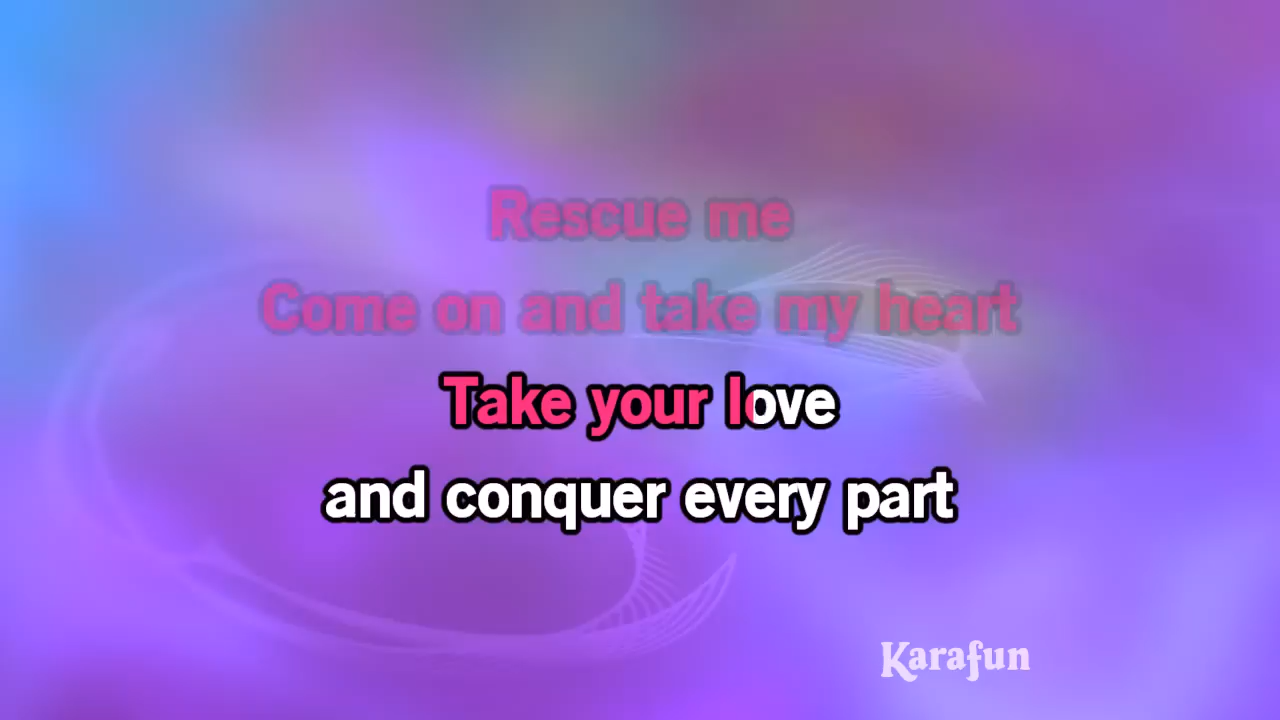 Rescue me
Come on and take my heart
Take your love
and conquer every part
Karafun